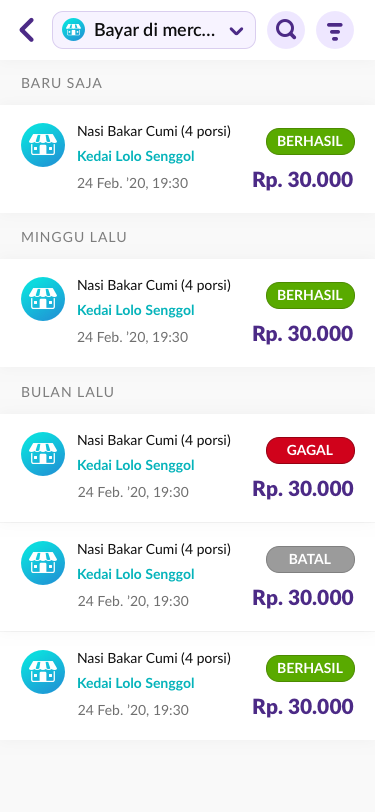 Bayar di merc...
BARU SAJA
Nasi Bakar Cumi (4 porsi)
BERHASIL
Kedai Lolo Senggol
24 Feb. '20, 19:30
Rp. 30.000
MINGGU LALU
Nasi Bakar Cumi (4 porsi)
BERHASIL
Kedai Lolo Senggol
24 Feb. '20, 19:30
Rp. 30.000
BULAN LALU
Nasi Bakar Cumi (4 porsi)
GAGAL
Kedai Lolo Senggol
24 Feb. '20, 19:30
Rp. 30.000
Nasi Bakar Cumi (4 porsi)
BATAL
Kedai Lolo Senggol
24 Feb. '20, 19:30
Rp. 30.000
Nasi Bakar Cumi (4 porsi)
BERHASIL
Kedai Lolo Senggol
24 Feb. '20, 19:30
Rp. 30.000